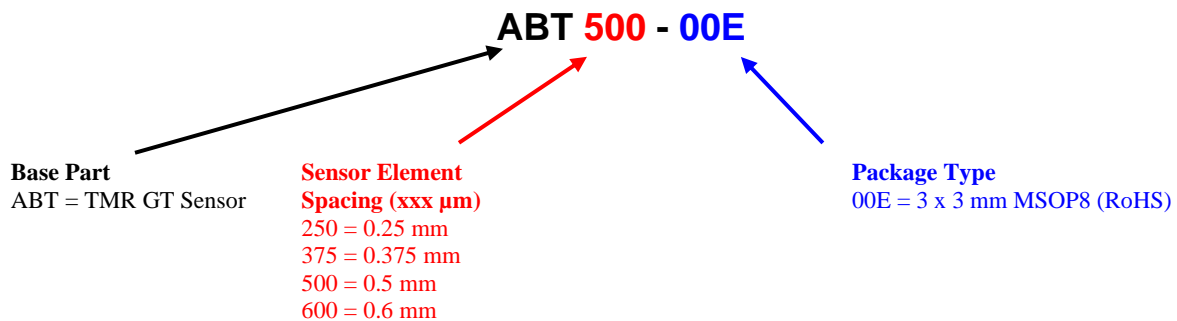 ABT 500 - 00E
Base Part
ABT = TMR GT Sensor
Sensor Element
Spacing (xxx µm)
250 = 0.25 mm
375 = 0.375 mm
500 = 0.5 mm
600 = 0.6 mm
Package Type
00E = 3 x 3 mm MSOP8 (RoHS)